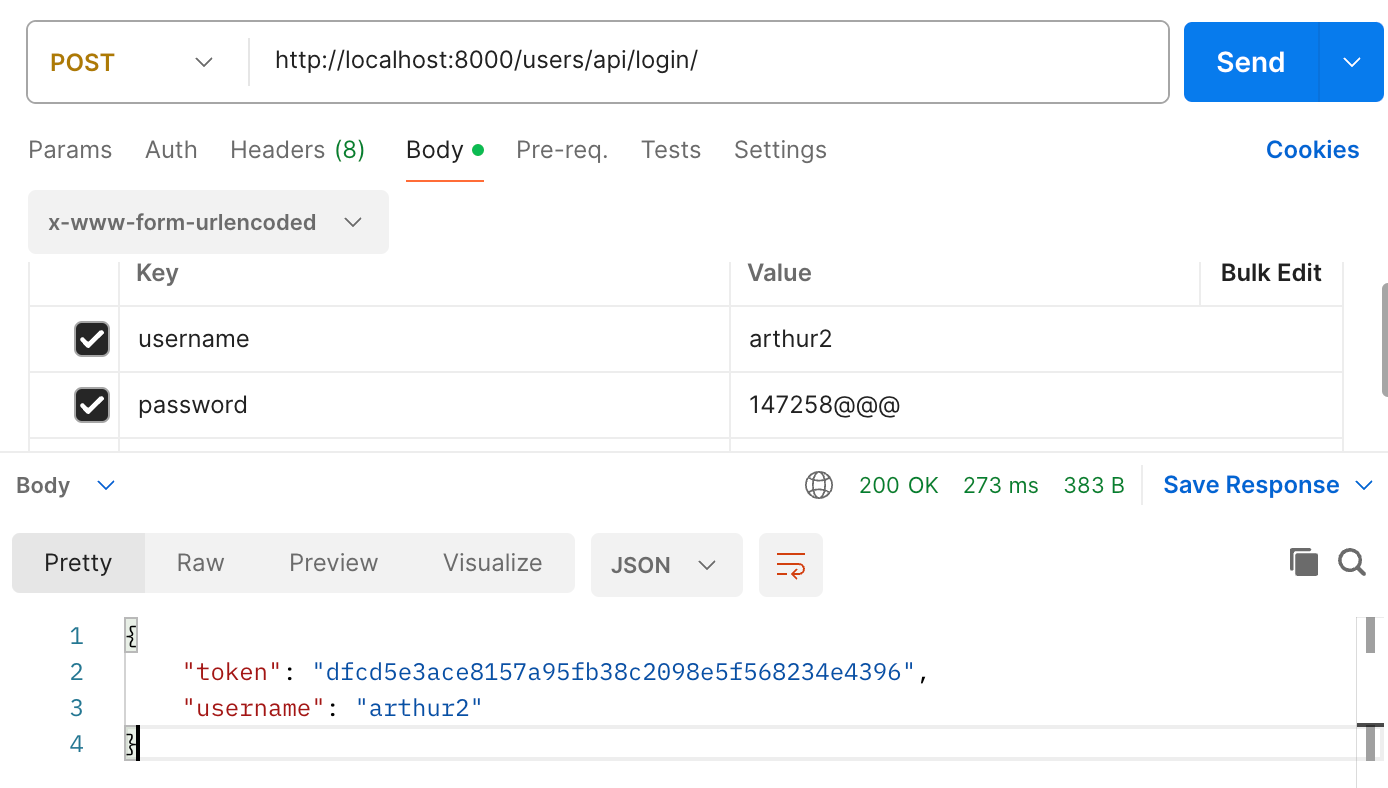 POST http://localhost:8000/users/api/login/ Send
Params Auth Headers (8) Body Pre-req. Tests Settings Cookies
x-www-form-urlencoded
Key Value Bulk Edit
username arthur2
password 147258@@@
Body 200 OK 273 ms 383 B Save Response
Pretty Raw Preview Visualize JSON
1 {
2 "token": "dfcd5e3ace8157a95fb38c2098e5f568234e4396",
3 "username": "arthur2"
4 }